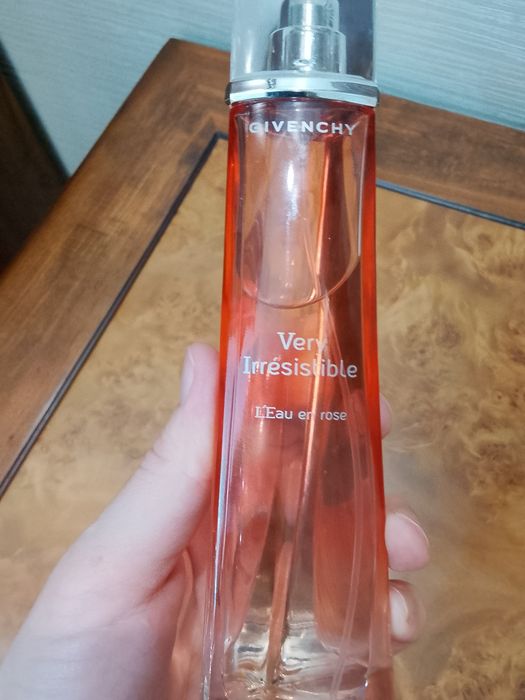 GIVENCHY
Very
Irrésistible
L'Eau en rose